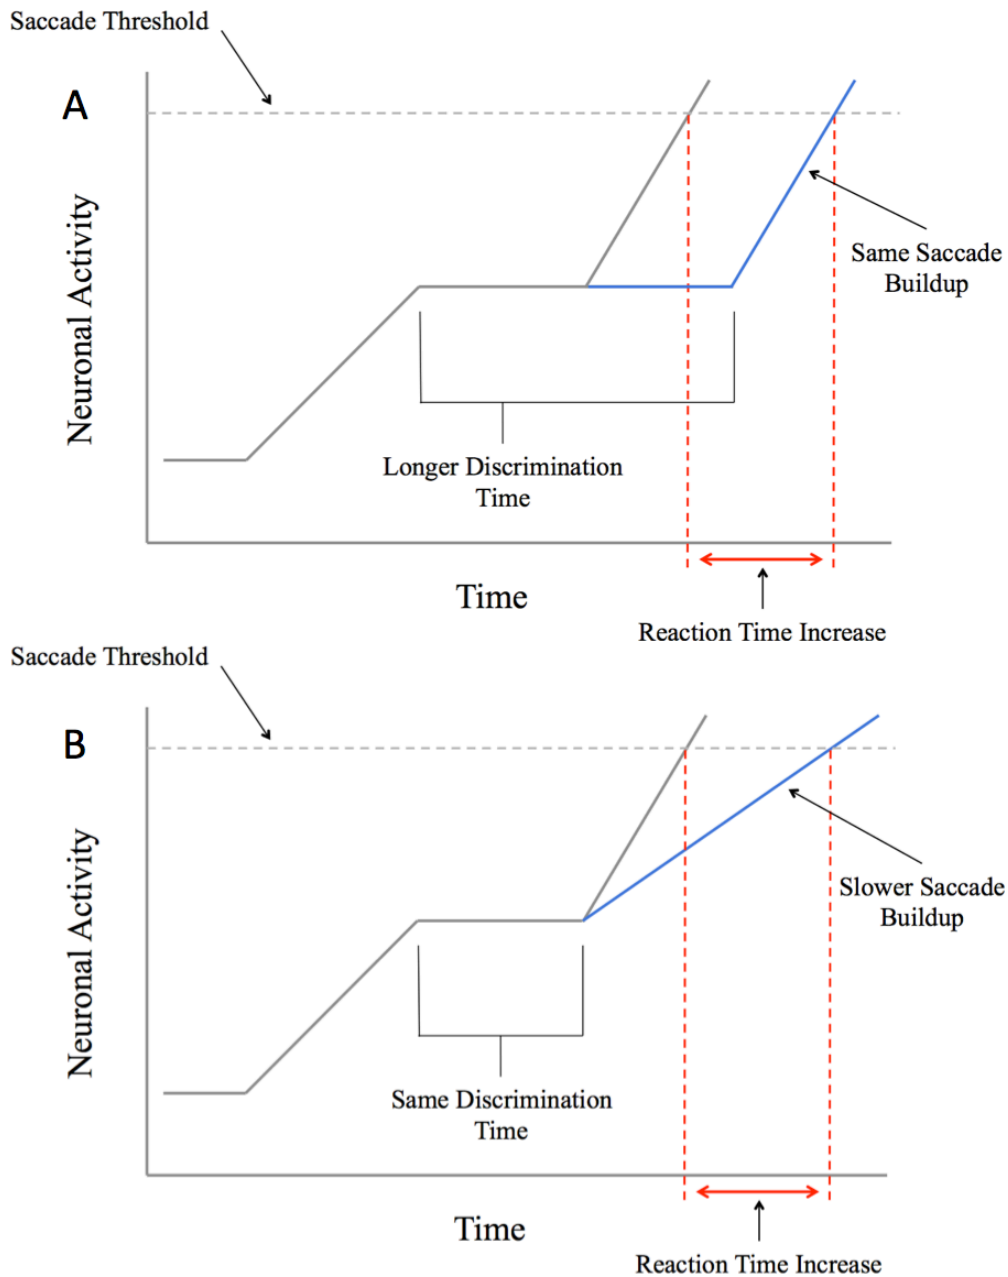 Saccade Threshold
A
Neuronal Activity
Same Saccade
Buildup
Longer Discrimination
Time
Time
Reaction Time Increase
Saccade Threshold
B
Neuronal Activity
Slower Saccade
Buildup
Same Discrimination
Time
Time
Reaction Time Increase